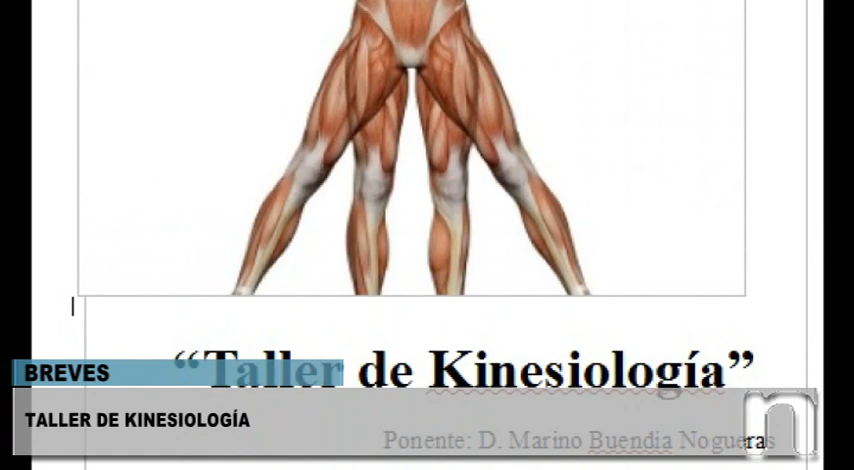 “Taller de Kinesiología”
BREVES
TALLER DE KINESIOLOGÍA
n
Ponente: D. Marino Buendia Nogueras